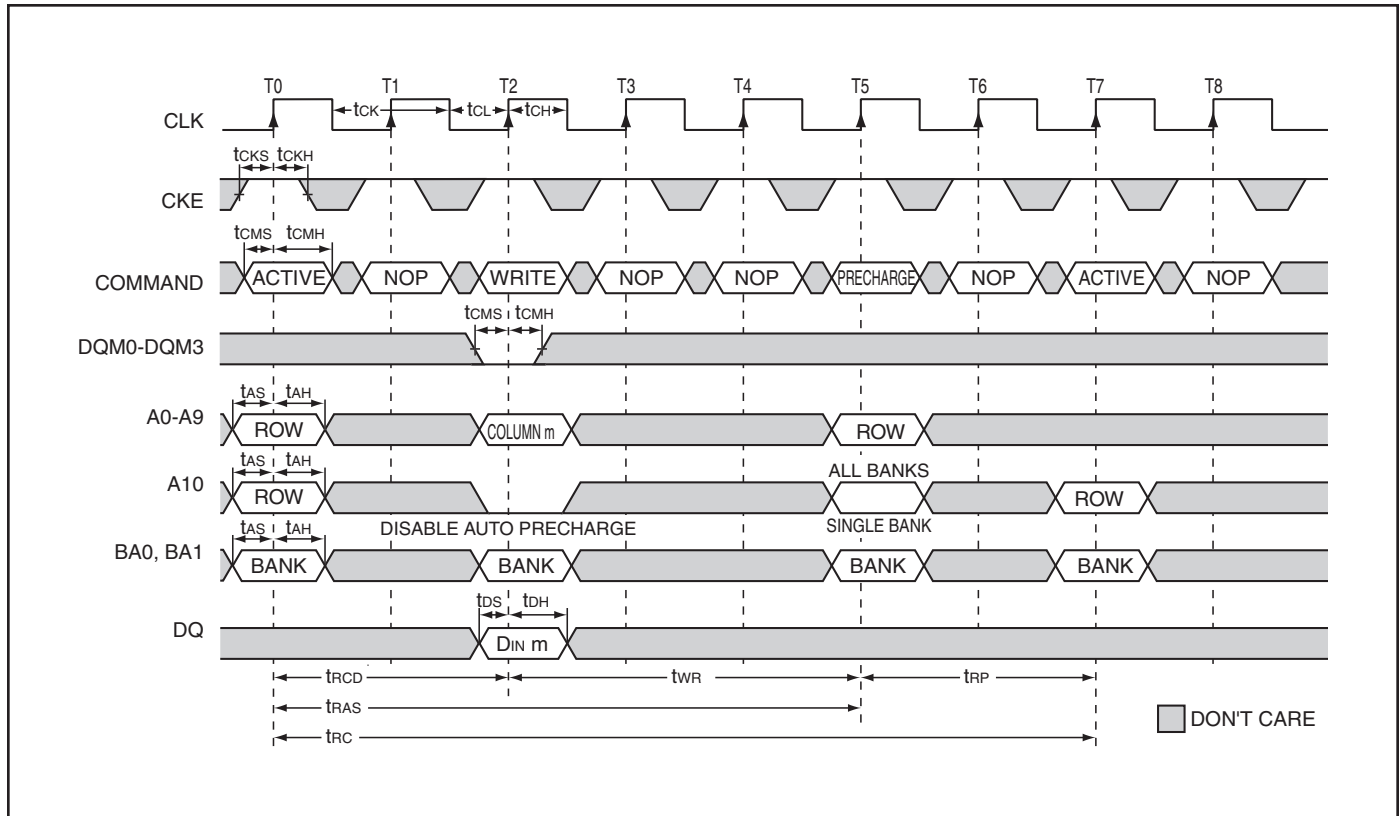 T0 T1 T2 T3 T4 T5 T6 T7 T8
CLK tCK tCL tCH
tCKS tCKH
CKE
tCMS tCMH
COMMAND ACTIVE NOP WRITE NOP NOP PRECHARGE NOP ACTIVE NOP
tCMS tCMH
DQM0-DQM3
tAS tAH
A0-A9 ROW COLUMN m ROW
tAS tAH ALL BANKS
A10 ROW ROW
tAS tAH DISABLE AUTO PRECHARGE SINGLE BANK
BA0, BA1 BANK BANK BANK BANK
tDS tDH
DQ DIN m
tRCD tWR tRP
tRAS
DON'T CARE
tRC